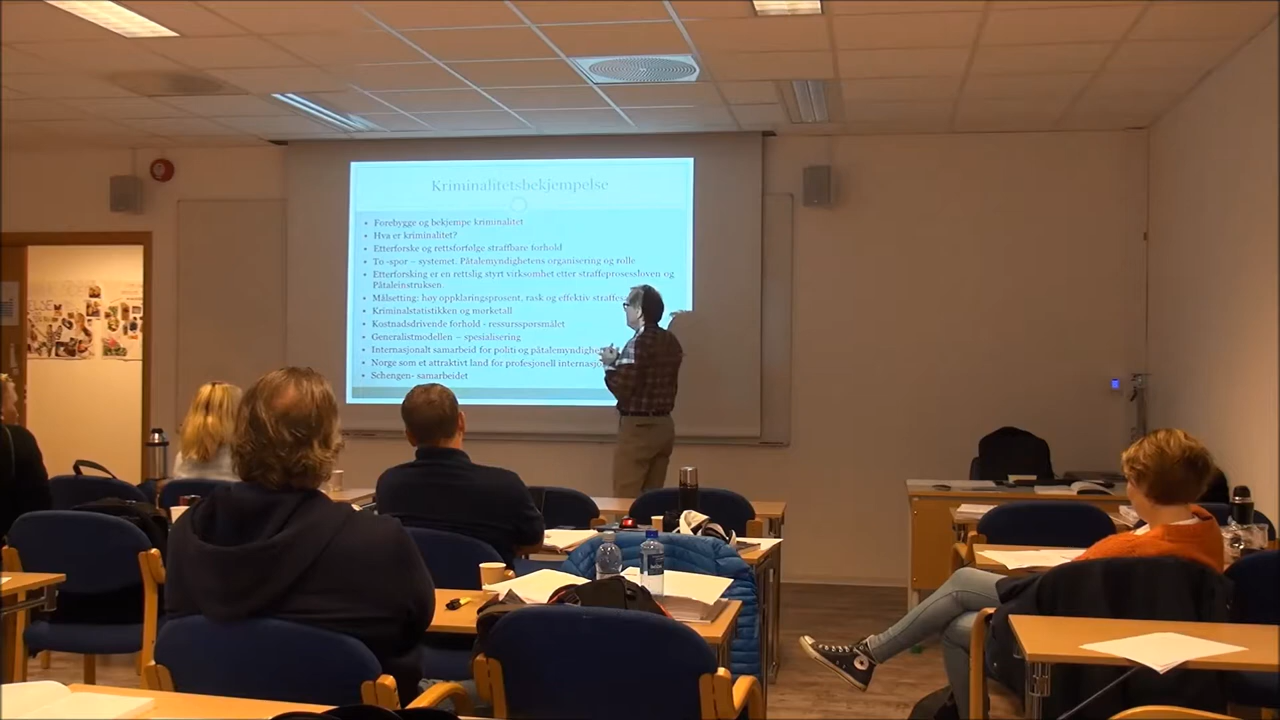 Kriminalitetsbekjempelse
Forebygge og bekjempe kriminalitet
Hva er kriminalitet?
Etterforske og rettsforfølge straffbare forhold
To -spor – systemet. Påtalemyndighetens organisering og rolle
Etterforsking er en rettslig styrt virksomhet etter straffeprosessloven og
Påtaleinstruksen.
Målsetting: høy oppklaringsprosent, rask og effektiv straffesa
Kriminalstatistikken og mørketall
Kostnadsdrivende forhold - ressursspørsmålet
Generalistmodellen – spesialisering
Internasjonalt samarbeid for politi og påtalemyndighe
Norge som et attraktivt land for profesjonell internasjo
Schengen- samarbeidet